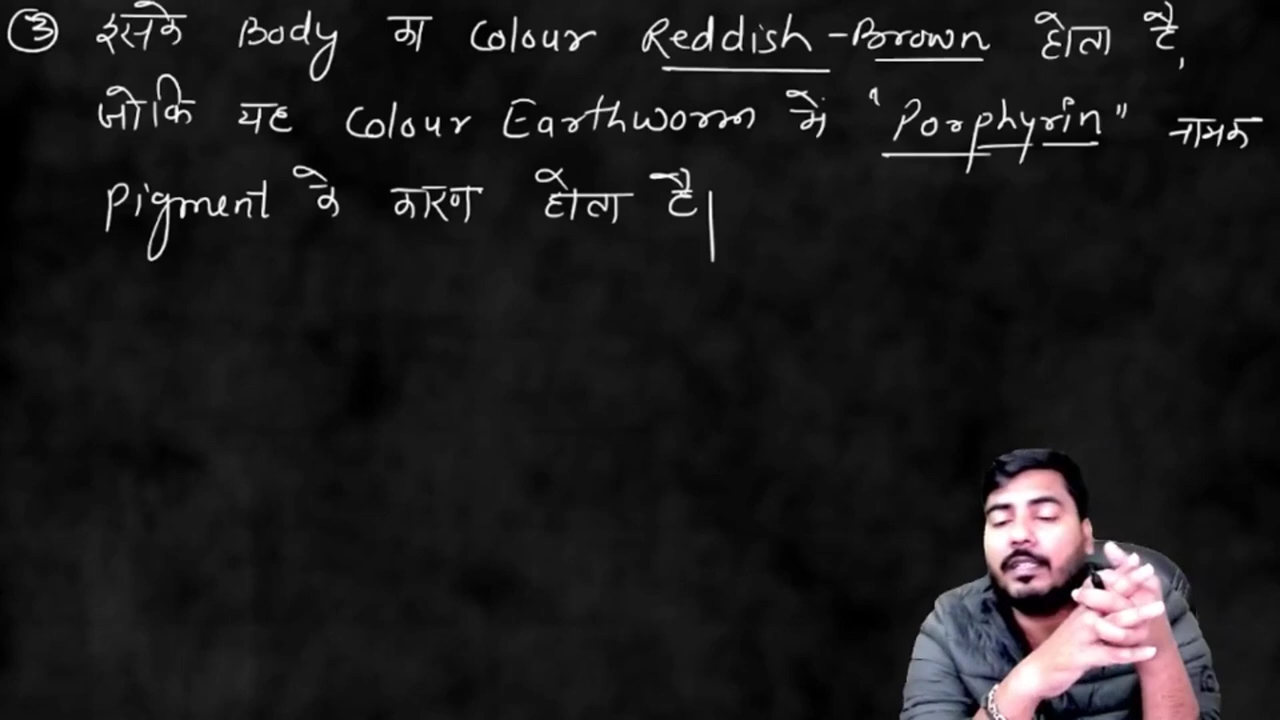 ③ इसके Body का Colour Reddish-Brown होता है,
जोकि यह Colour Earthworm में "Porphyrin" नामक
Pigment के कारण होता है|